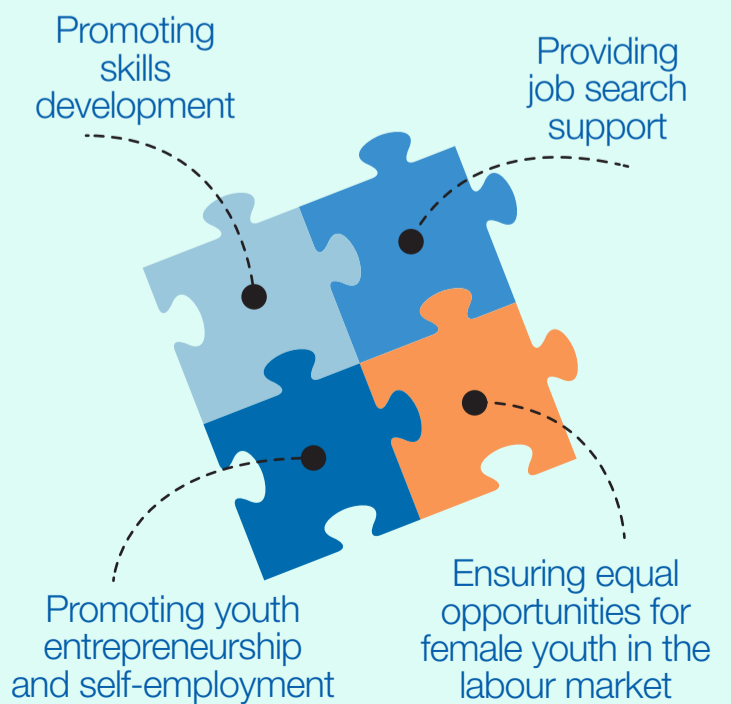 Promoting
skills
development
Providing
job search
support
Promoting youth
entrepreneurship
and self-employment
Ensuring equal
opportunities for
female youth in the
labour market